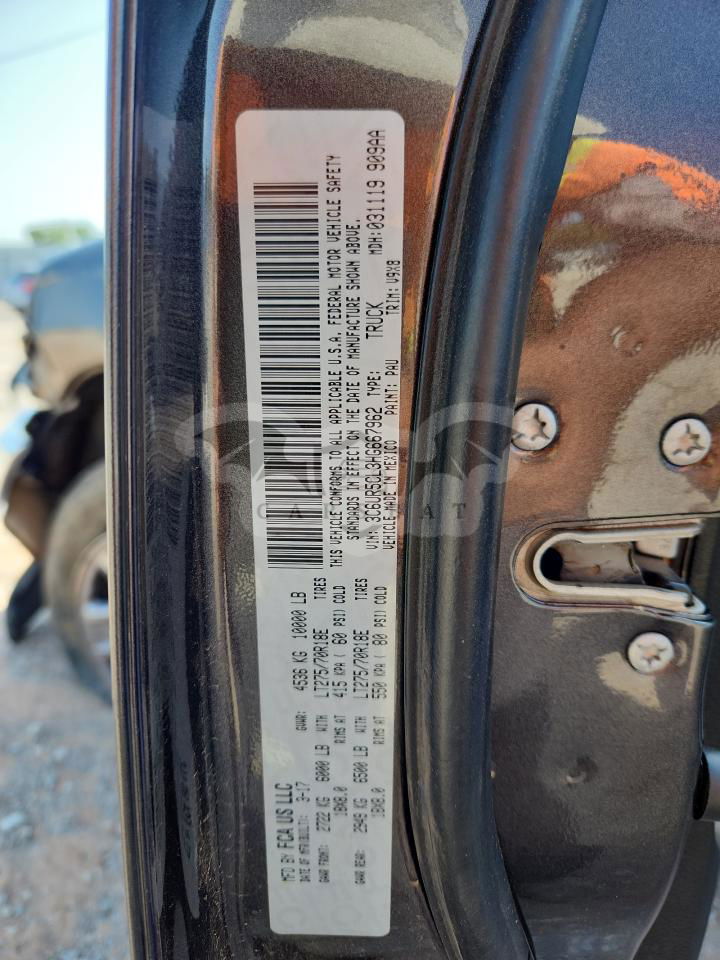 MFD BY FCA US LLC
DATE OF MFR(BUILT): 3-17 GVWR: 4536 KG 10000 LB
GAWR FRONT: 2722 KG 6000 LB WITH LT275/70R18E TIRES
18X8.0 RIMS AT 415 KPA ( 60 PSI) COLD
GAWR REAR: 2949 KG 6500 LB WITH LT275/70R18E TIRES
18X8.0 RIMS AT 550 KPA ( 80 PSI) COLD
THIS VEHICLE CONFORMS TO ALL APPLICABLE U.S.A. FEDERAL MOTOR VEHICLE SAFETY
STANDARDS IN EFFECT ON THE DATE OF MANUFACTURE SHOWN ABOVE.
VIN: 3C6UR5CL3HG667962 TYPE: TRUCK MDH:031119 909AA
VEHICLE MADE IN MEXICO PAINT: PAU TRIM: V9X8